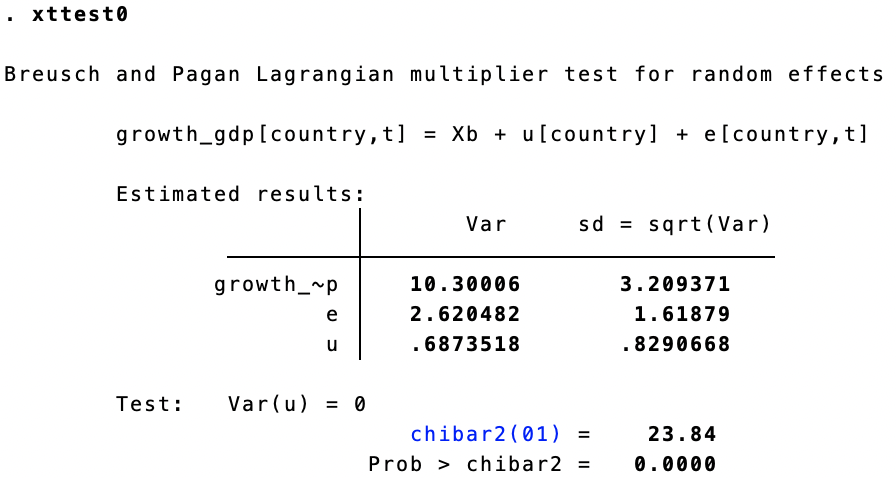 . xttest0
Breusch and Pagan Lagrangian multiplier test for random effects
growth_gdp[country,t] = Xb + u[country] + e[country,t]
Estimated results:
Var sd = sqrt(Var)
growth_~p 10.30006 3.209371
e 2.620482 1.61879
u .6873518 .8290668
Test: Var(u) = 0
chibar2(01) = 23.84
Prob > chibar2 = 0.0000